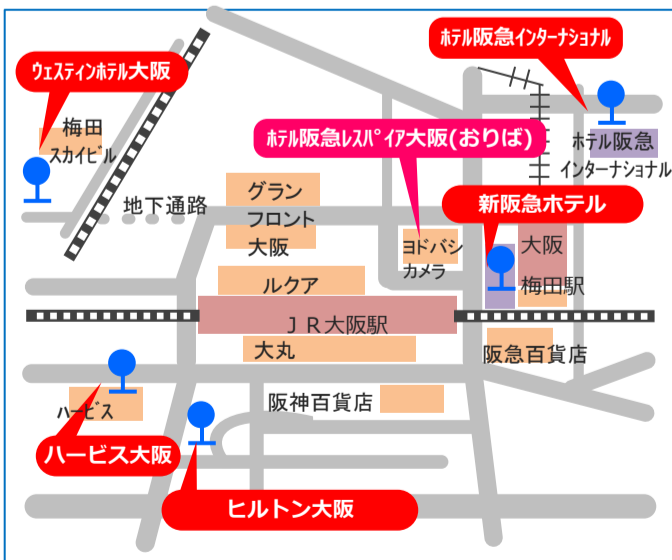 ホテル阪急インターナショナル
ウェスティンホテル大阪
梅田
スカイビル
ホテル阪急ﾚｽﾊﾟｲｱ大阪(おりば)
ホテル阪急
インターナショナル
地下通路
グラン
フロント
大阪
新阪急ホテル
ヨドバシ
カメラ
大阪
梅田駅
ルクア
ＪＲ大阪駅
大丸
阪急百貨店
ハービス
阪神百貨店
ハービス大阪
ヒルトン大阪